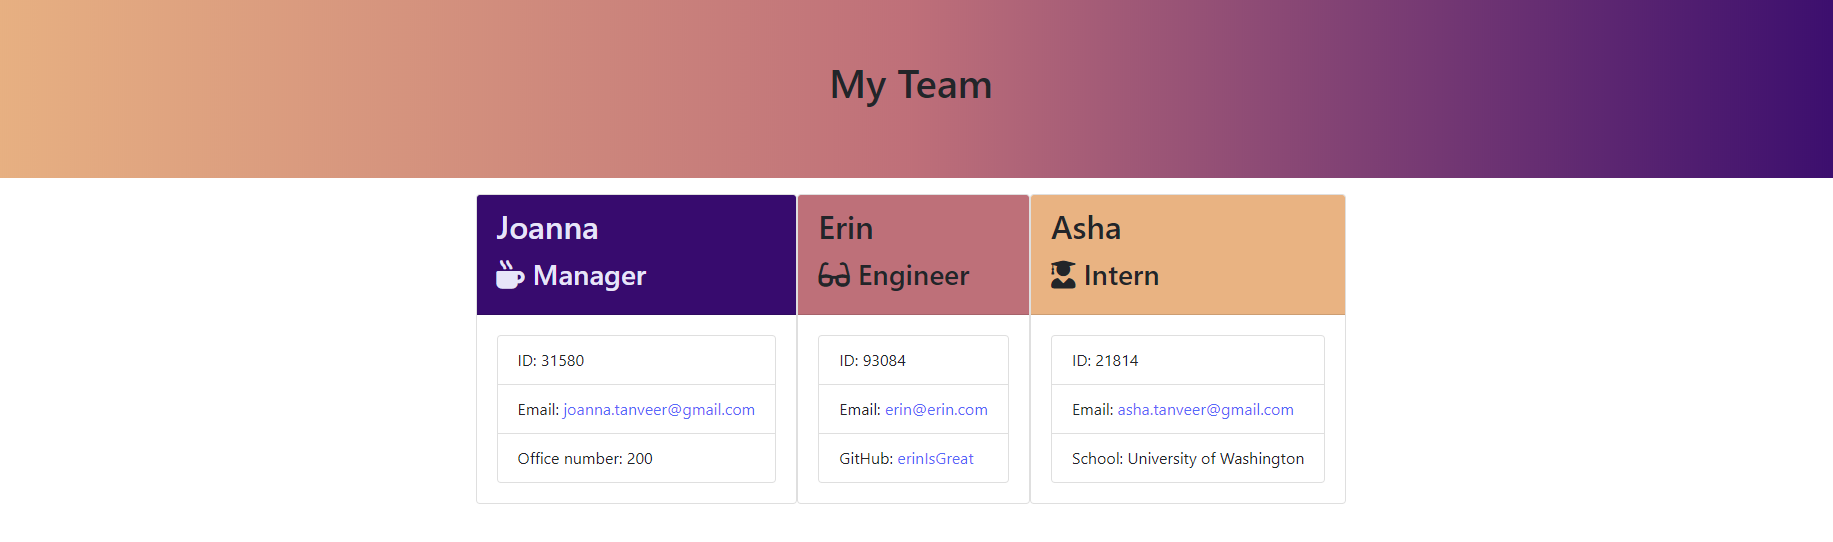 My Team
Joanna
Manager
ID: 31580
Email: joanna.tanveer@gmail.com
Office number: 200
Erin
Engineer
ID: 93084
Email: erin@erin.com
GitHub: erinIsGreat
Asha
Intern
ID: 21814
Email: asha.tanveer@gmail.com
School: University of Washington